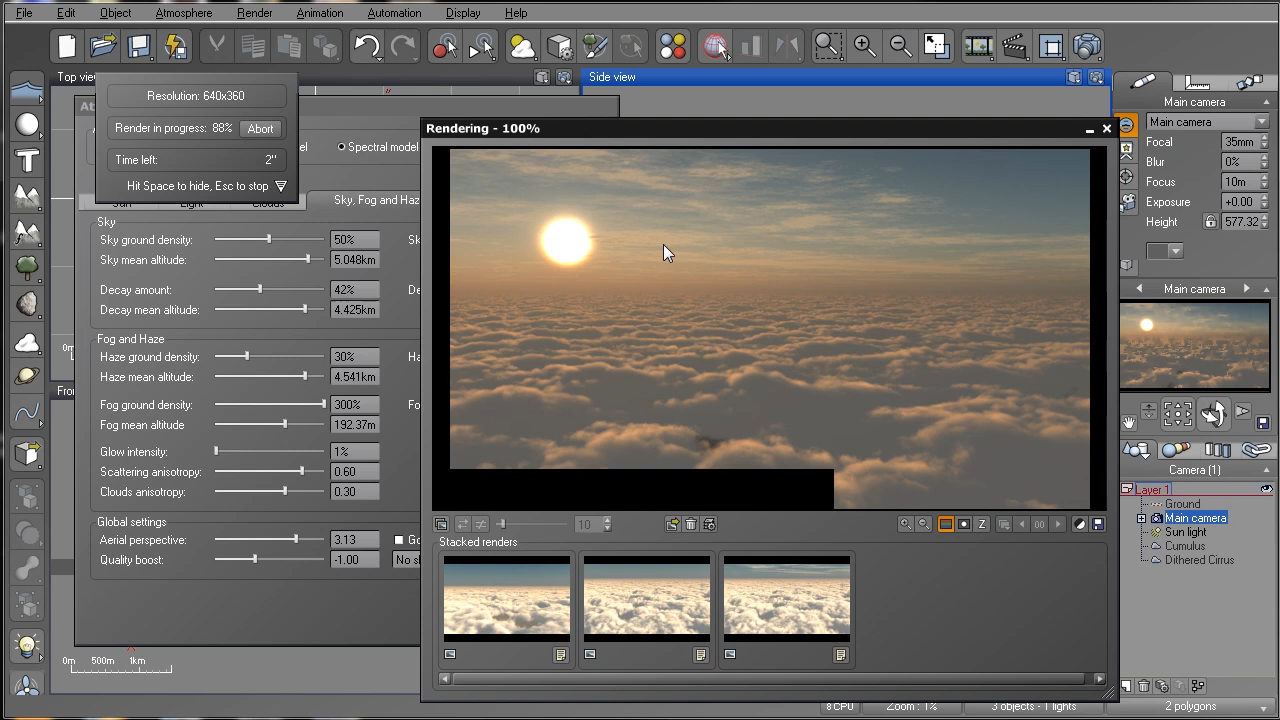 File Edit Object Atmosphere Render Animation Automation Display Help
Side view
Resolution: 640x360
Render in progress: 88% Abort
Time left: 2"
Hit Space to hide, Esc to stop
Spectral model
Sky, Fog and Haz
Sky
Sky ground density: 50%
Sky mean altitude: 5.048km
Decay amount: 42%
Decay mean altitude: 4.425km
Fog and Haze
Haze ground density: 30%
Haze mean altitude: 4.541km
Fog ground density: 300%
Fog mean altitude 192.37m
Glow intensity: 1%
Scattering anisotropy: 0.60
Clouds anisotropy: 0.30
Global settings
Aerial perspective: 3.13
Quality boost: -1.00
0m 500m 1km
Rendering - 100%
10
Z
00
Stacked renders
Main camera
Main camera
Focal 35mm
Blur 0%
Focus 10m
Exposure +0.00
Height 577.32
Main camera
Camera (1)
Layer 1
Ground
Main camera
Sun light
Cumulus
Dithered Cirrus
8 CPU Zoom : 1% 3 objects - 1 lights 2 polygons